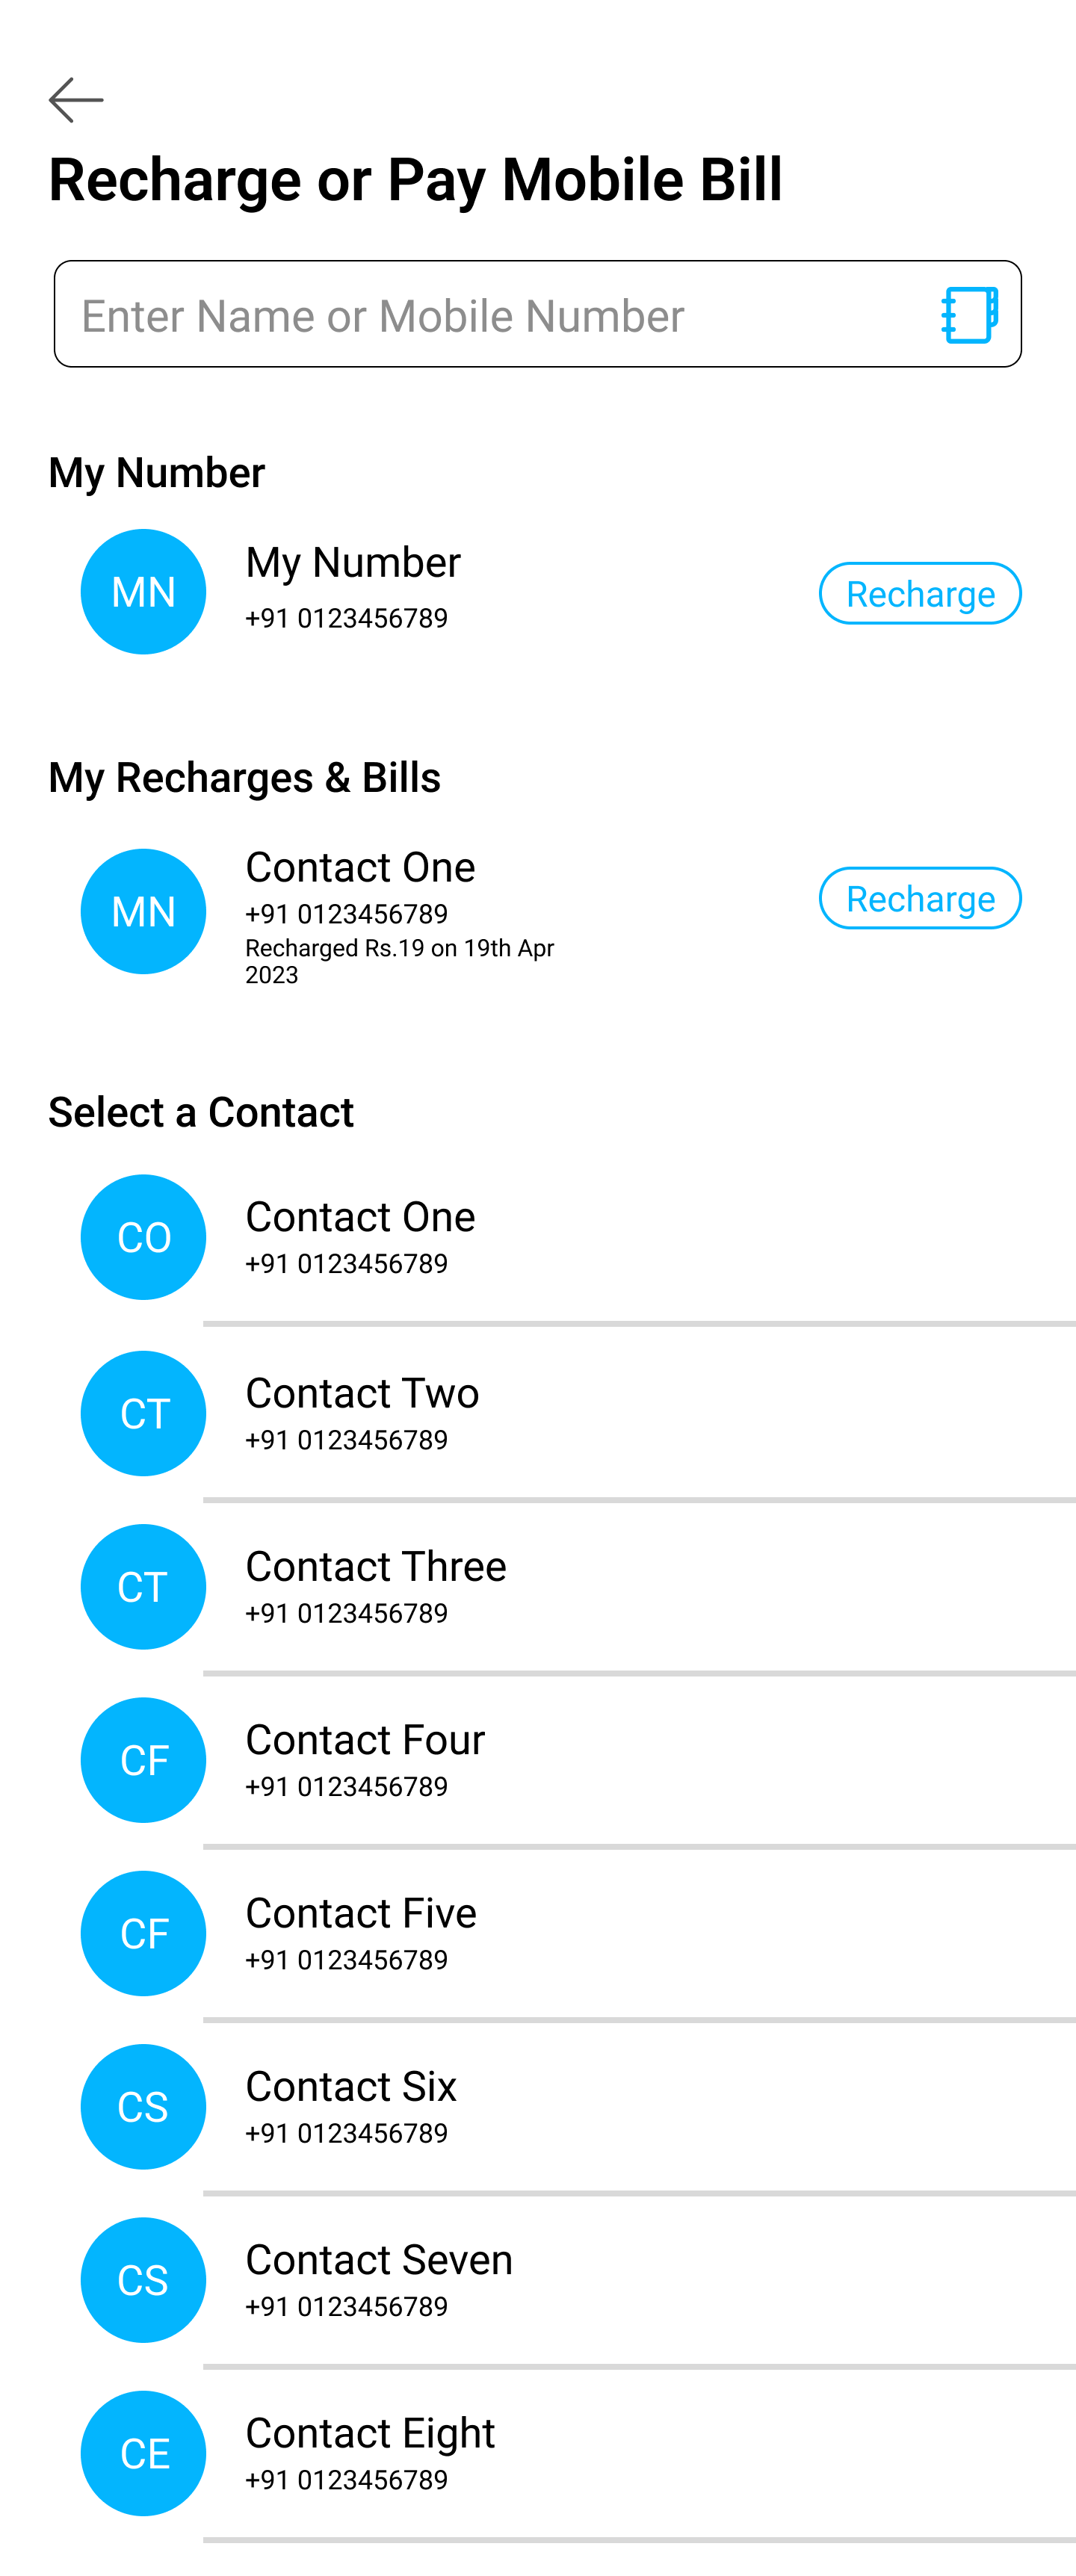 Recharge or Pay Mobile Bill
Enter Name or Mobile Number
My Number
MN
My Number
+91 0123456789
Recharge
My Recharges & Bills
MN
Contact One
+91 0123456789
Recharged Rs.19 on 19th Apr
2023
Recharge
Select a Contact
CO
Contact One
+91 0123456789
CT
Contact Two
+91 0123456789
CT
Contact Three
+91 0123456789
CF
Contact Four
+91 0123456789
CF
Contact Five
+91 0123456789
CS
Contact Six
+91 0123456789
CS
Contact Seven
+91 0123456789
CE
Contact Eight
+91 0123456789